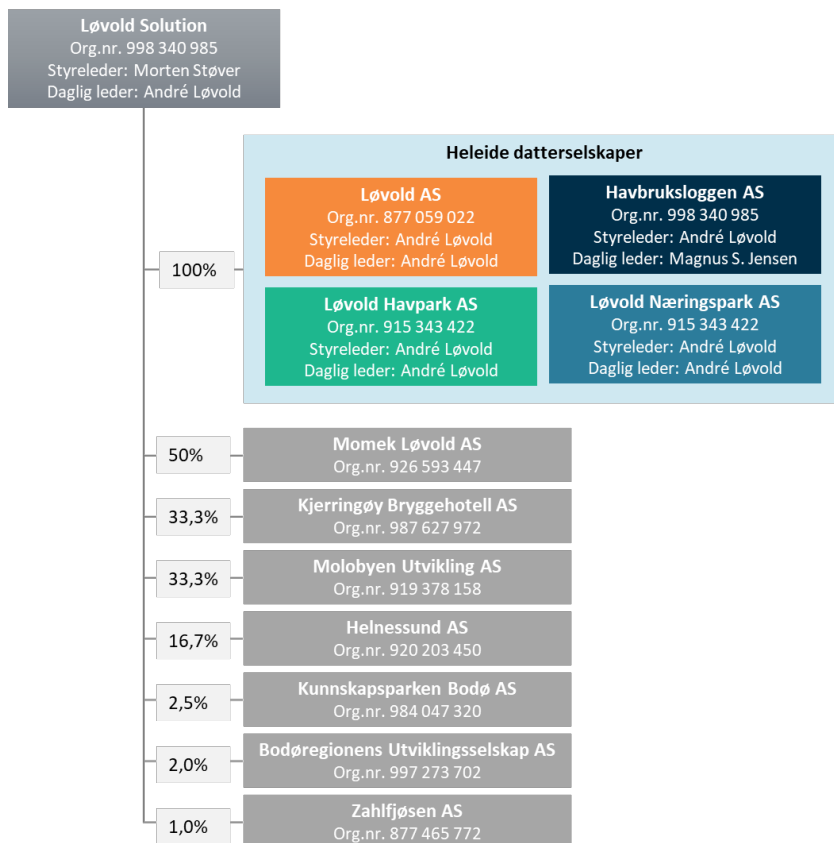 Løvold Solution
Org.nr. 998 340 985
Styreleder: Morten Støver
Daglig leder: André Løvold
Heleide datterselskaper
100%
Løvold AS
Org.nr. 877 059 022
Styreleder: André Løvold
Daglig leder: André Løvold
Havbruksloggen AS
Org.nr. 998 340 985
Styreleder: André Løvold
Daglig leder: Magnus S. Jensen
Løvold Havpark AS
Org.nr. 915 343 422
Styreleder: André Løvold
Daglig leder: André Løvold
Løvold Næringspark AS
Org.nr. 915 343 422
Styreleder: André Løvold
Daglig leder: André Løvold
50%
Momek Løvold AS
Org.nr. 926 593 447
33,3%
Kjerringøy Bryggehotell AS
Org.nr. 987 627 972
33,3%
Molobyen Utvikling AS
Org.nr. 919 378 158
16,7%
Helnessund AS
Org.nr. 920 203 450
2,5%
Kunnskapsparken Bodø AS
Org.nr. 984 047 320
2,0%
Bodøregionens Utviklingsselskap AS
Org.nr. 997 273 702
1,0%
Zahlfjøsen AS
Org.nr. 877 465 772